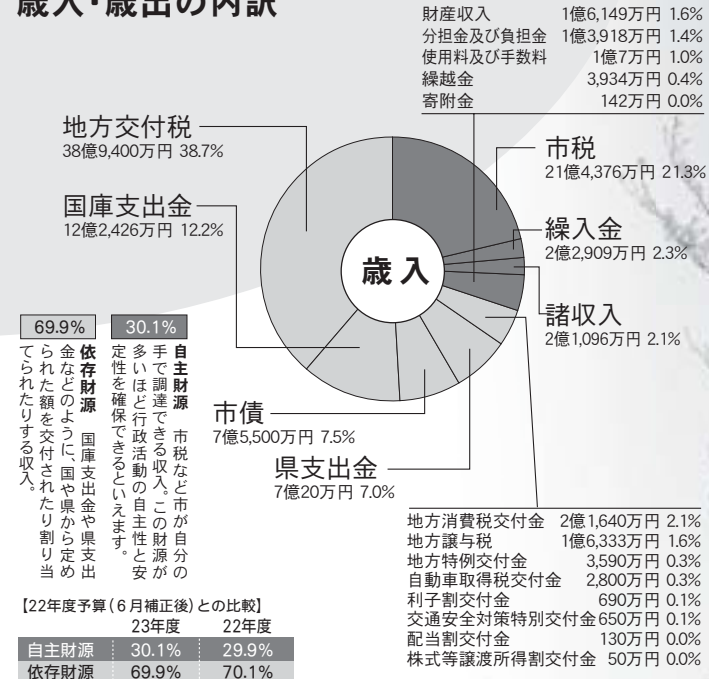 歳入・歳出の内訳
財産収入 1億6,149万円 1.6%
分担金及び負担金 1億3,918万円 1.4%
使用料及び手数料 1億7万円 1.0%
繰越金 3,934万円 0.4%
寄附金 142万円 0.0%
地方交付税
38億9,400万円 38.7%
市税
21億4,376万円 21.3%
国庫支出金
12億2,426万円 12.2%
繰入金
2億2,909万円 2.3%
歳入
諸収入
2億1,096万円 2.1%
30.1%
自主財源 市税など市が自分の
手で調達できる収入。この財源が
多いほど行政活動の自主性と安
定性を確保できるといえます。
69.9%
依存財源 国庫支出金や県支出
金などのように、国や県から定め
られた額を交付されたり割り当
てられたりする収入。
市債
7億5,500万円 7.5%
県支出金
7億20万円 7.0%
地方消費税交付金 2億1,640万円 2.1%
地方譲与税 1億6,333万円 1.6%
地方特例交付金 3,590万円 0.3%
自動車取得税交付金 2,800万円 0.3%
利子割交付金 690万円 0.1%
交通安全対策特別交付金650万円 0.1%
配当割交付金 130万円 0.0%
株式等譲渡所得割交付金 50万円 0.0%
【22年度予算(6月補正後)との比較】
23年度 22年度
自主財源 30.1% 29.9%
依存財源 69.9% 70.1%